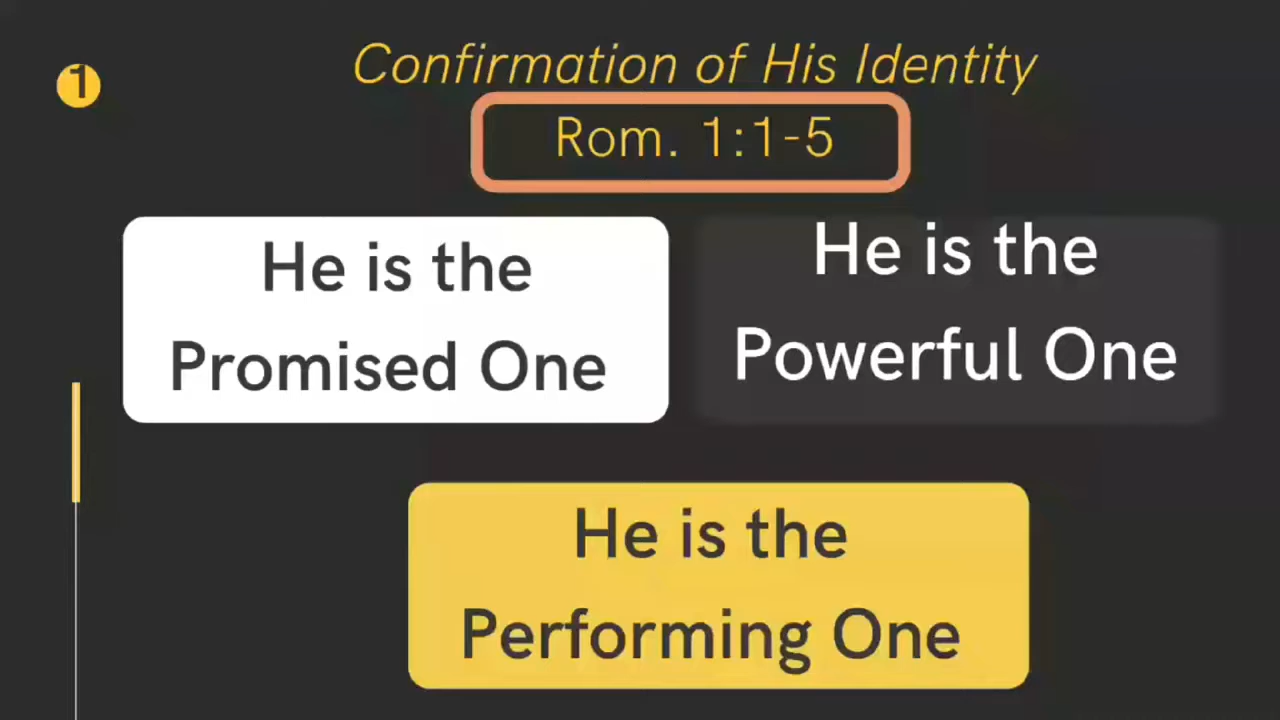 1
Confirmation of His Identity
Rom. 1:1-5
He is the
Promised One
He is the
Powerful One
He is the
Performing One